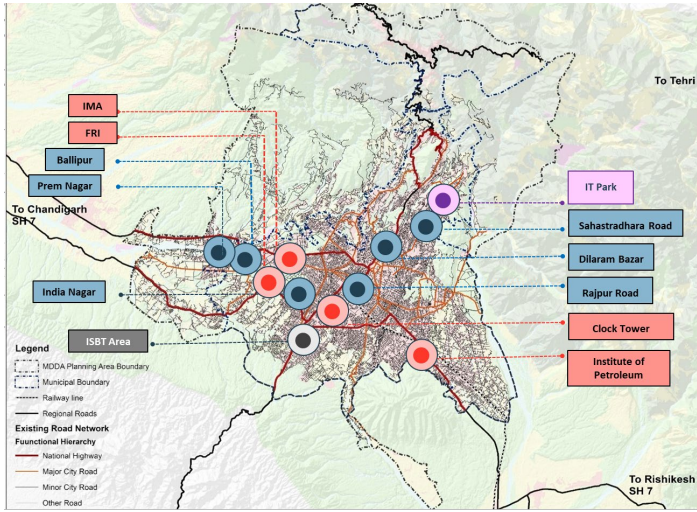 To Tehri
IMA
FRI
Ballipur
Prem Nagar
To Chandigarh
SH 7
IT Park
Sahastradhara Road
Dilaram Bazar
India Nagar
Rajpur Road
ISBT Area
Clock Tower
Institute of
Petroleum
Legend
MDDA Planning Area Boundary
Municipal Boundary
Railway line
Regional Roads
Existing Road Network
Fuunctional Hierarchy
National Highway
Major City Road
Minor City Road
Other Road
To Rishikesh
SH 7